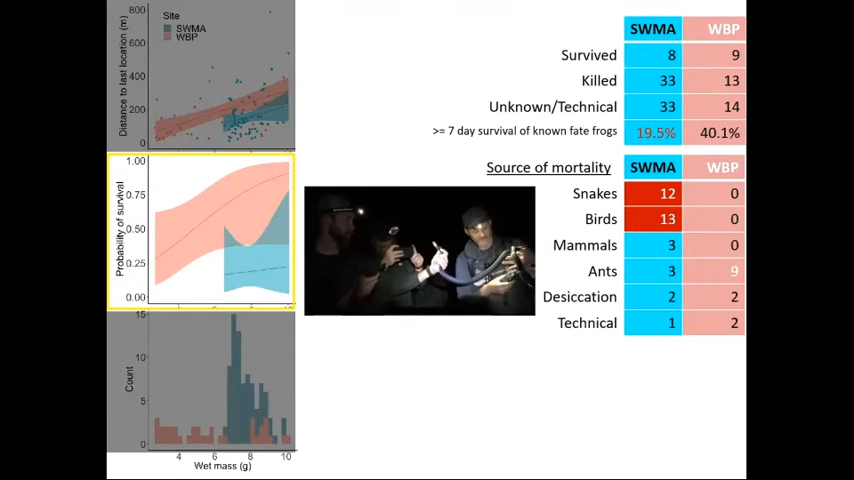 800
600
400
200
0
Distance to last location (m)
Site
SWMA
WBP
1.00
0.75
0.50
0.25
0.00
Probability of survival
15
10
5
0
Count
4 6 8 10
Wet mass (g)
SWMA WBP
Survived 8 9
Killed 33 13
Unknown/Technical 33 14
>= 7 day survival of known fate frogs 19.5% 40.1%
Source of mortality SWMA WBP
Snakes 12 0
Birds 13 0
Mammals 3 0
Ants 3 9
Desiccation 2 2
Technical 1 2